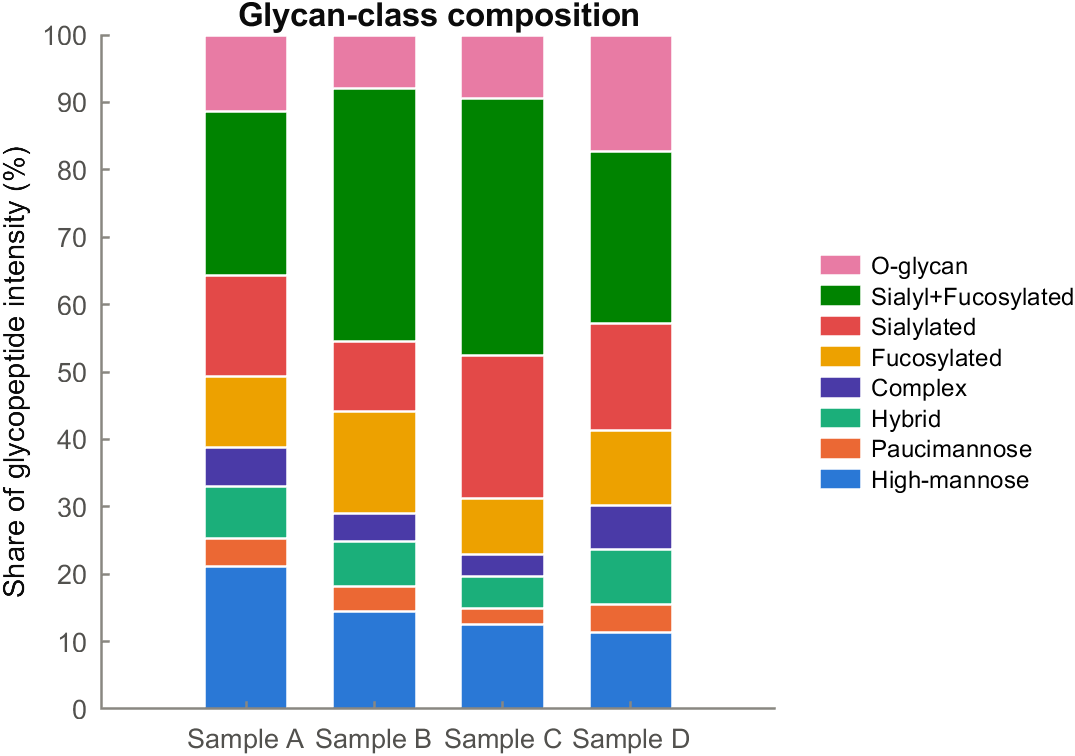 Glycan-class composition
Share of glycopeptide intensity (%)
100
90
80
70
60
50
40
30
20
10
0
Sample A Sample B Sample C Sample D
O-glycan
Sialyl+Fucosylated
Sialylated
Fucosylated
Complex
Hybrid
Paucimannose
High-mannose